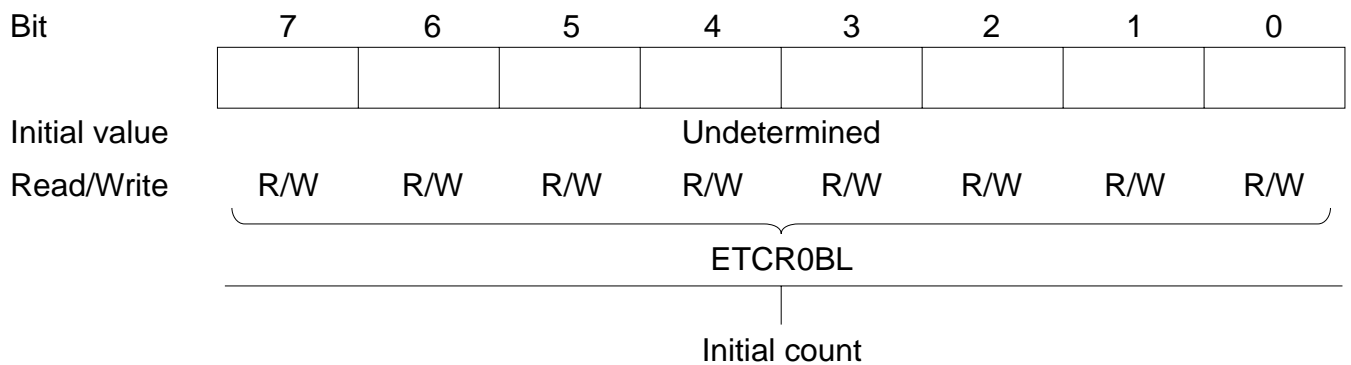 Bit 7 6 5 4 3 2 1 0
Initial value Undetermined
Read/Write R/W R/W R/W R/W R/W R/W R/W R/W
ETCR0BL
Initial count